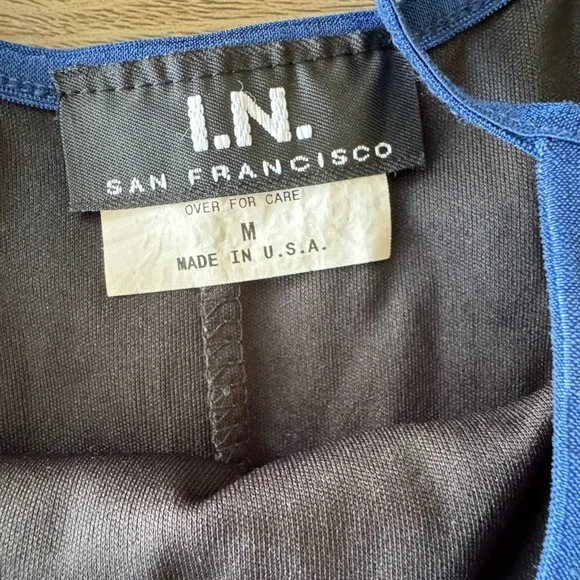 I.N.
SAN FRANCISCO
OVER FOR CARE
M
MADE IN U.S.A.